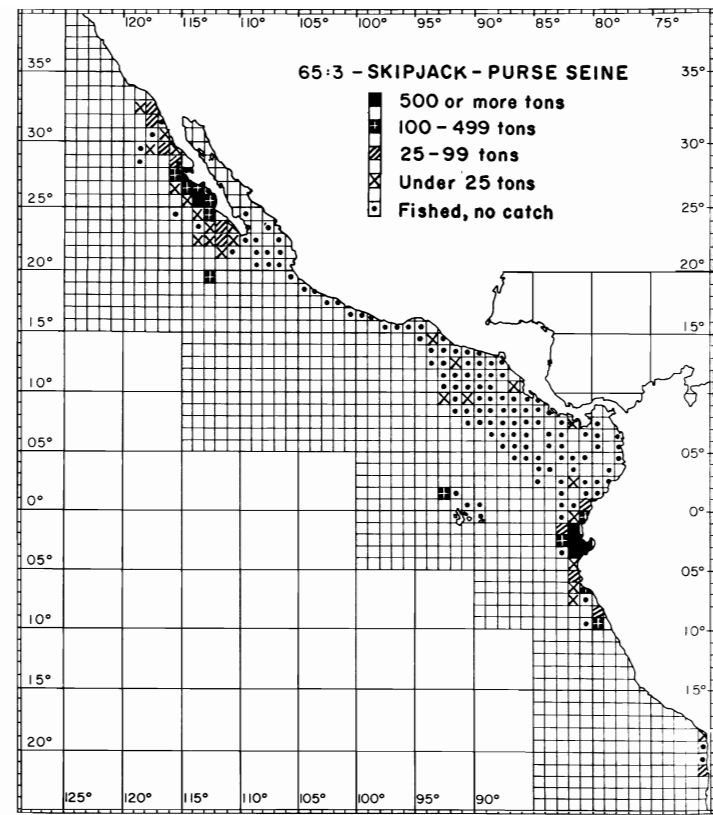 120° 115° 110° 105° 100° 95° 90° 85° 80° 75°
65:3 - SKIPJACK - PURSE SEINE
500 or more tons
100 - 499 tons
25 - 99 tons
Under 25 tons
Fished, no catch
35° 35°
30° 30°
25° 25°
20° 20°
15° 15°
10° 10°
05° 05°
0° 0°
05° 05°
10° 10°
15° 15°
20°
125° 120° 115° 110° 105° 100° 95° 90°